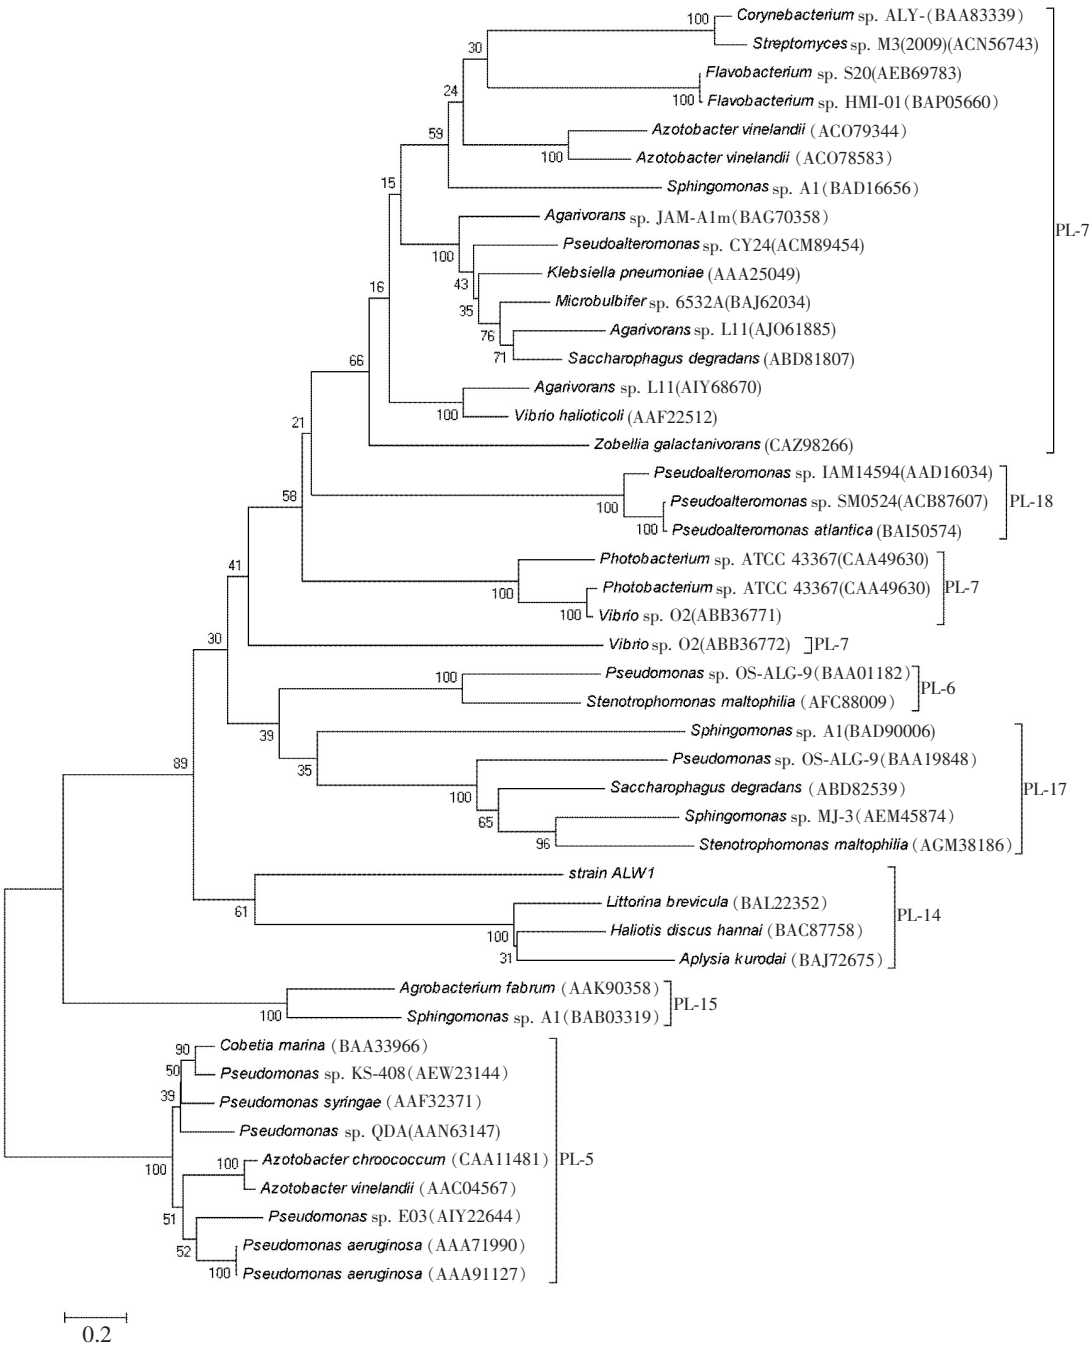 100 Corynebacterium sp. ALY-(BAA83339)
Streptomyces sp. M3(2009)(ACN56743)
30
Flavobacterium sp. S20(AEB69783)
24
100 Flavobacterium sp. HMI-01(BAP05660)
59
Azotobacter vinelandii (ACO79344)
100 Azotobacter vinelandii (ACO78583)
15
Sphingomonas sp. A1(BAD16656)
Agarivorans sp. JAM-A1m(BAG70358)
PL-7
100 Pseudoalteromonas sp. CY24(ACM89454)
43 Klebsiella pneumoniae (AAA25049)
16
35 Microbulbifer sp. 6532A(BAJ62034)
76 Agarivorans sp. L11(AJO61885)
71 Saccharophagus degradans (ABD81807)
66
Agarivorans sp. L11(AIY68670)
100 Vibrio halioticoli (AAF22512)
21
Zobellia galactanivorans (CAZ98266)
Pseudoalteromonas sp. IAM14594(AAD16034)
58
100 Pseudoalteromonas sp. SM0524(ACB87607) PL-18
100 Pseudoalteromonas atlantica (BAI50574)
41
Photobacterium sp. ATCC 43367(CAA49630)
100 Photobacterium sp. ATCC 43367(CAA49630) PL-7
100 Vibrio sp. O2(ABB36771)
30
Vibrio sp. O2(ABB36772) PL-7
100 Pseudomonas sp. OS-ALG-9(BAA01182)
PL-6
Stenotrophomonas maltophilia (AFC88009)
39
Sphingomonas sp. A1(BAD90006)
89
35 Pseudomonas sp. OS-ALG-9(BAA19848)
100 Saccharophagus degradans (ABD82539) PL-17
65 Sphingomonas sp. MJ-3(AEM45874)
96 Stenotrophomonas maltophilia (AGM38186)
strain ALW1
61 Littorina brevicula (BAL22352)
PL-14
100 Haliotis discus hannai (BAC87758)
31 Aplysia kurodai (BAJ72675)
Agrobacterium fabrum (AAK90358)
PL-15
100 Sphingomonas sp. A1(BAB03319)
90 Cobetia marina (BAA33966)
50 Pseudomonas sp. KS-408(AEW23144)
39 Pseudomonas syringae (AAF32371)
Pseudomonas sp. QDA(AAN63147)
100 100 Azotobacter chroococcum (CAA11481) PL-5
Azotobacter vinelandii (AAC04567)
51 Pseudomonas sp. E03(AIY22644)
52 Pseudomonas aeruginosa (AAA71990)
100 Pseudomonas aeruginosa (AAA91127)
0.2